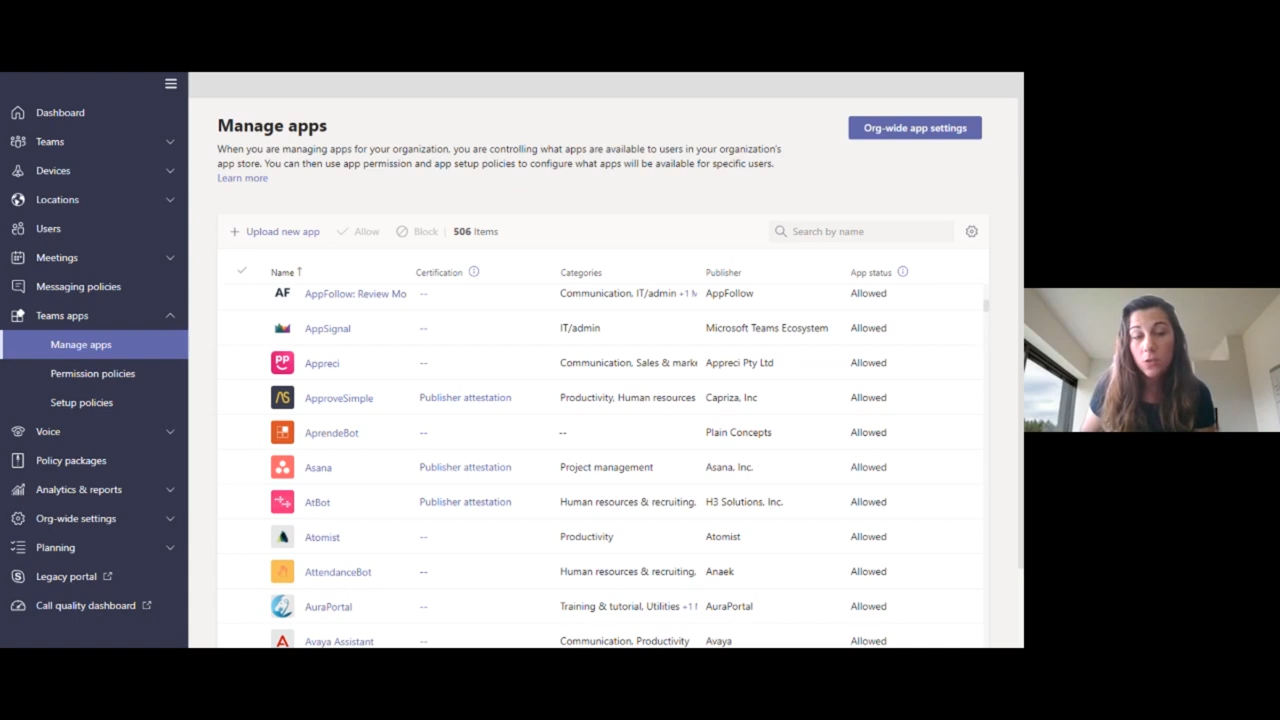 Dashboard
Teams
Devices
Locations
Users
Meetings
Messaging policies
Teams apps
Manage apps
Permission policies
Setup policies
Voice
Policy packages
Analytics & reports
Org-wide settings
Planning
Legacy portal
Call quality dashboard
Manage apps
Org-wide app settings
When you are managing apps for your organization, you are controlling what apps are available to users in your organization's
app store. You can then use app permission and app setup policies to configure what apps will be available for specific users.
Learn more
+ Upload new app Allow Block | 506 Items Search by name
Name ↑ Certification Categories Publisher App status
AF AppFollow: Review Mo -- Communication, IT/admin +1 M AppFollow Allowed
AppSignal -- IT/admin Microsoft Teams Ecosystem Allowed
PP Appreci -- Communication, Sales & marke Appreci Pty Ltd Allowed
ApproveSimple Publisher attestation Productivity, Human resources Capriza, Inc Allowed
AprendeBot -- -- Plain Concepts Allowed
Asana Publisher attestation Project management Asana, Inc. Allowed
AtBot Publisher attestation Human resources & recruiting, H3 Solutions, Inc. Allowed
Atomist -- Productivity Atomist Allowed
AttendanceBot -- Human resources & recruiting, Anaek Allowed
AuraPortal -- Training & tutorial, Utilities +1 AuraPortal Allowed
Avaya Assistant -- Communication, Productivity Avaya Allowed